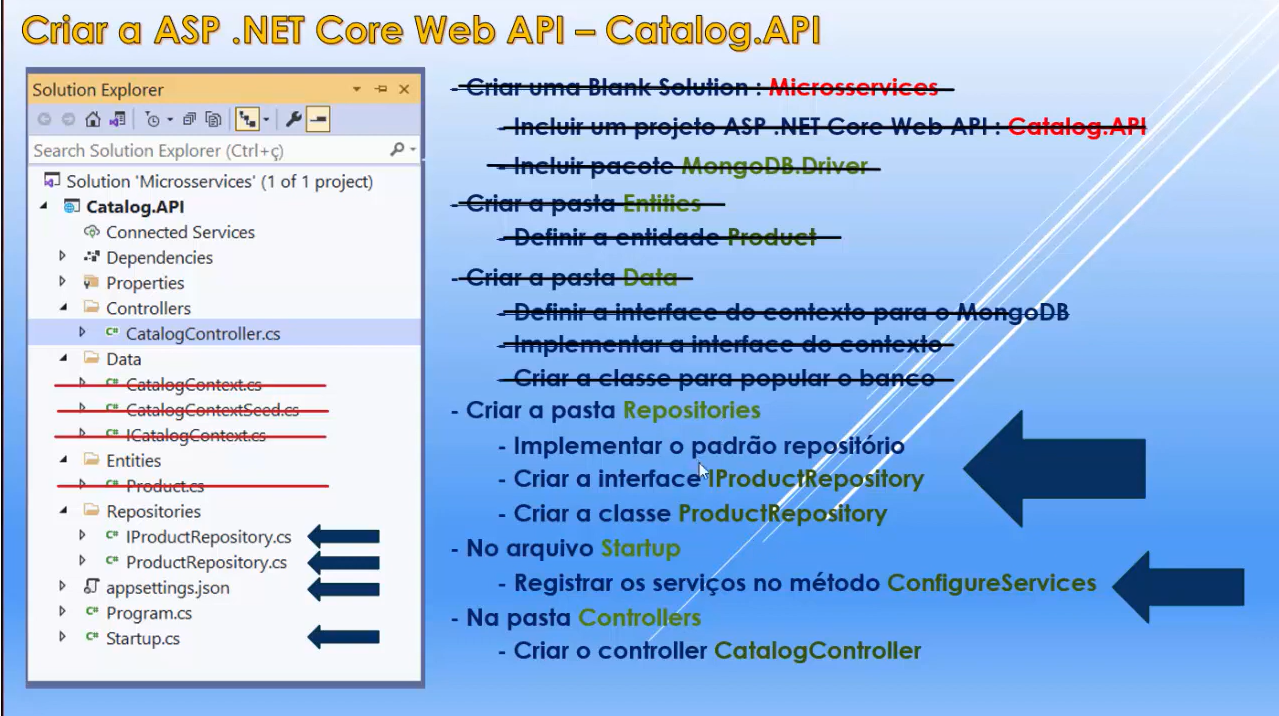 Criar a ASP .NET Core Web API – Catalog.API
Solution Explorer
Search Solution Explorer (Ctrl+ç)
Solution 'Microsservices' (1 of 1 project)
Catalog.API
Connected Services
Dependencies
Properties
Controllers
CatalogController.cs
Data
CatalogContext.cs
CatalogContextSeed.cs
ICatalogContext.cs
Entities
Product.cs
Repositories
IProductRepository.cs
ProductRepository.cs
appsettings.json
Program.cs
Startup.cs
- Criar uma Blank Solution : Microsservices
- Incluir um projeto ASP .NET Core Web API : Catalog.API
- Incluir pacote MongoDB.Driver
- Criar a pasta Entities
- Definir a entidade Product
- Criar a pasta Data
- Definir a interface do contexto para o MongoDB
- Implementar a interface do contexto
- Criar a classe para popular o banco
- Criar a pasta Repositories
- Implementar o padrão repositório
- Criar a interface IProductRepository
- Criar a classe ProductRepository
- No arquivo Startup
- Registrar os serviços no método ConfigureServices
- Na pasta Controllers
- Criar o controller CatalogController